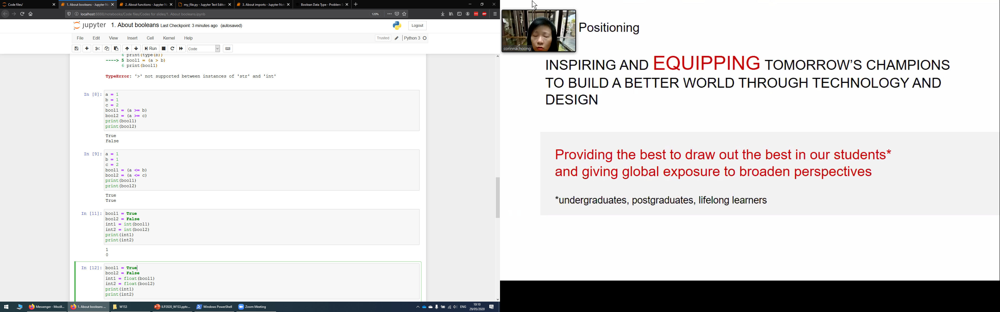 Code files/
1. About booleans - Jupyter No
2. About functions - Jupyter N
my_file.py - Jupyter Text Editor
3. About imports - Jupyter Not
Boolean Data Type - Problem S
localhost:8888/notebooks/Code files/Codes for slides/1. About booleans.ipynb
120%
ABP
jupyter 1. About booleans Last Checkpoint: 3 minutes ago (autosaved)
Logout
File Edit View Insert Cell Kernel Help
Trusted
Python 3
Run
Code
4 print(type(b))
----> 5 bool1 = (a > b)
6 print(bool1)
TypeError: '>' not supported between instances of 'str' and 'int'
In [8]: a = 1
b = 1
c = 2
bool1 = (a >= b)
bool2 = (a >= c)
print(bool1)
print(bool2)
True
False
In [9]: a = 1
b = 1
c = 2
bool1 = (a <= b)
bool2 = (a <= c)
print(bool1)
print(bool2)
True
True
In [11]: bool1 = True
bool2 = False
int1 = int(bool1)
int2 = int(bool2)
print(int1)
print(int2)
1
0
In [12]: bool1 = True
bool2 = False
int1 = float(bool1)
int2 = float(bool2)
print(int1)
print(int2)
Messenger - Mozill...
1. About booleans ...
W1S3
ILP2020_W1S3.pptx...
Windows PowerShell
Zoom Meeting
ENG
10:10
29/05/2020
corinnachoong
Positioning
INSPIRING AND EQUIPPING TOMORROW'S CHAMPIONS
TO BUILD A BETTER WORLD THROUGH TECHNOLOGY AND
DESIGN
Providing the best to draw out the best in our students*
and giving global exposure to broaden perspectives
*undergraduates, postgraduates, lifelong learners